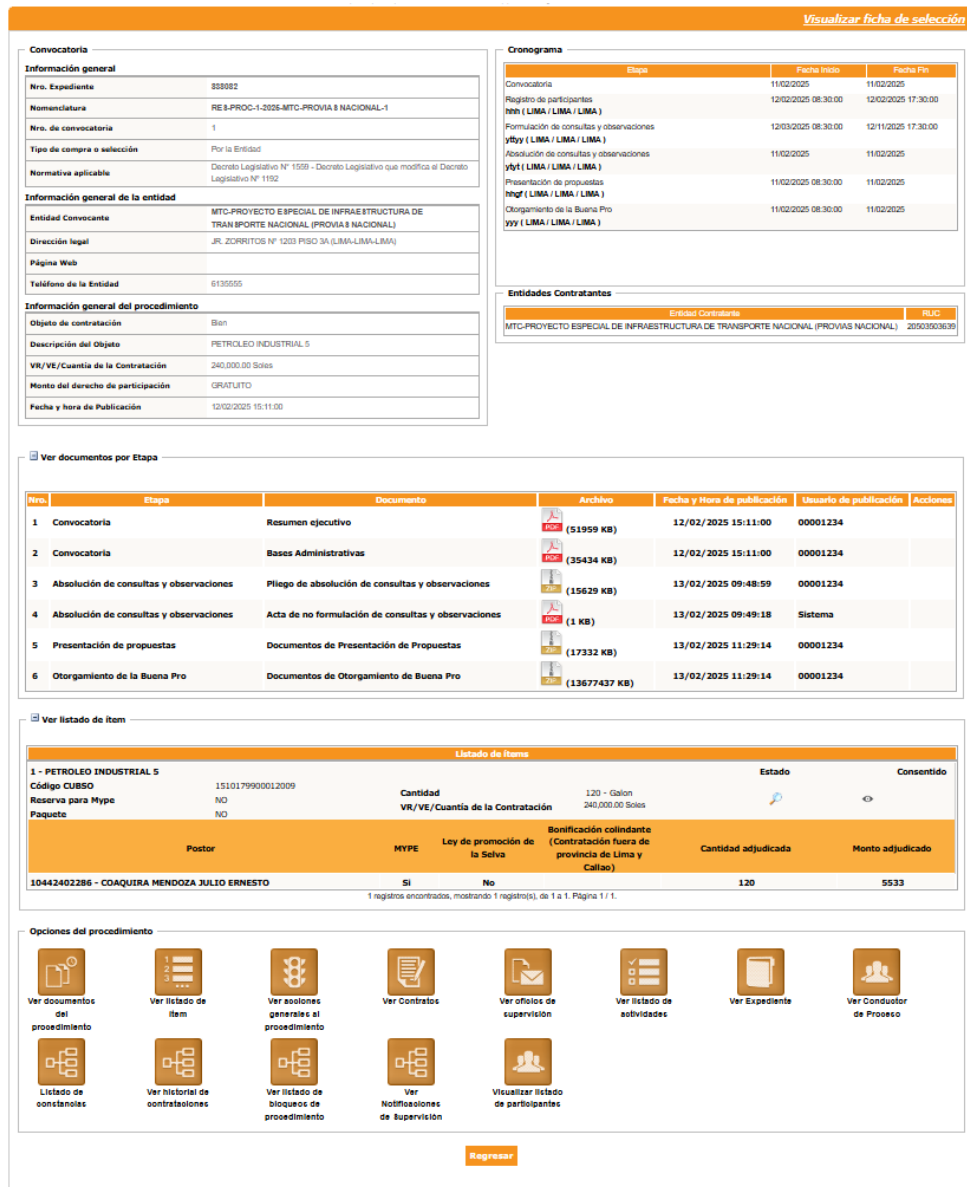 Visualizar ficha de selección
Convocatoria
Información general
Nro. Expediente 888082
Nomenclatura RE8-PROC-1-2025-MTC-PROVIA8 NACIONAL-1
Nro. de convocatoria 1
Tipo de compra o selección Por la Entidad
Normativa aplicable Decreto Legislativo N° 1559 - Decreto Legislativo que modifica el Decreto
Legislativo N° 1192
Información general de la entidad
Entidad Convocante MTC-PROYECTO E8PECIAL DE INFRAE8TRUCTURA DE
TRAN8PORTE NACIONAL (PROVIA8 NACIONAL)
Dirección legal JR. ZORRITOS N° 1203 PISO 3A (LIMA-LIMA-LIMA)
Página Web
Teléfono de la Entidad 6135555
Información general del procedimiento
Objeto de contratación Bien
Descripción del Objeto PETROLEO INDUSTRIAL 5
VR/VE/Cuantía de la Contratación 240,000.00 Soles
Monto del derecho de participación GRATUITO
Fecha y hora de Publicación 12/02/2025 15:11:00
Cronograma
Etapa Fecha Inicio Fecha Fin
Convocatoria 11/02/2025 11/02/2025
Registro de participantes 12/02/2025 08:30:00 12/02/2025 17:30:00
hhh ( LIMA / LIMA / LIMA )
Formulación de consultas y observaciones 12/03/2025 08:30:00 12/11/2025 17:30:00
yttyy ( LIMA / LIMA / LIMA )
Absolución de consultas y observaciones 11/02/2025 11/02/2025
ytyt ( LIMA / LIMA / LIMA )
Presentación de propuestas 11/02/2025 08:30:00 11/02/2025
hhgf ( LIMA / LIMA / LIMA )
Otorgamiento de la Buena Pro 11/02/2025 08:30:00 11/02/2025
yyy ( LIMA / LIMA / LIMA )
Entidades Contratantes
Entidad Contratante RUC
MTC-PROYECTO ESPECIAL DE INFRAESTRUCTURA DE TRANSPORTE NACIONAL (PROVIAS NACIONAL) 20503503639
Ver documentos por Etapa
Nro. Etapa Documento Archivo Fecha y Hora de publicación Usuario de publicación Acciones
1 Convocatoria Resumen ejecutivo PDF (51959 KB) 12/02/2025 15:11:00 00001234
2 Convocatoria Bases Administrativas PDF (35434 KB) 12/02/2025 15:11:00 00001234
3 Absolución de consultas y observaciones Pliego de absolución de consultas y observaciones ZIP (15629 KB) 13/02/2025 09:48:59 00001234
4 Absolución de consultas y observaciones Acta de no formulación de consultas y observaciones PDF (1 KB) 13/02/2025 09:49:18 Sistema
5 Presentación de propuestas Documentos de Presentación de Propuestas ZIP (17332 KB) 13/02/2025 11:29:14 00001234
6 Otorgamiento de la Buena Pro Documentos de Otorgamiento de Buena Pro ZIP (13677437 KB) 13/02/2025 11:29:14 00001234
Ver listado de ítem
Listado de ítems
1 - PETROLEO INDUSTRIAL 5 Estado Consentido
Código CUBSO 1510179900012009
Cantidad 120 - Galon
Reserva para Mype NO
VR/VE/Cuantía de la Contratación 240,000.00 Soles
Paquete NO
Postor MYPE Ley de promoción de
la Selva Bonificación colindante
(Contratación fuera de
provincia de Lima y
Callao) Cantidad adjudicada Monto adjudicado
10442402286 - COAQUIRA MENDOZA JULIO ERNESTO Si No 120 5533
1 registros encontrados, mostrando 1 registro(s), de 1 a 1. Página 1 / 1.
Opciones del procedimiento
Ver documentos
del
procedimiento
Ver listado de
ítem
Ver acciones
generales al
procedimiento
Ver Contratos
Ver oficios de
supervisión
Ver listado de
actividades
Ver Expediente
Ver Conductor
de Proceso
Listado de
constancias
Ver historial de
contrataciones
Ver listado de
bloqueos de
procedimiento
Ver
Notificaciones
de Supervisión
Visualizar listado
de participantes
Regresar